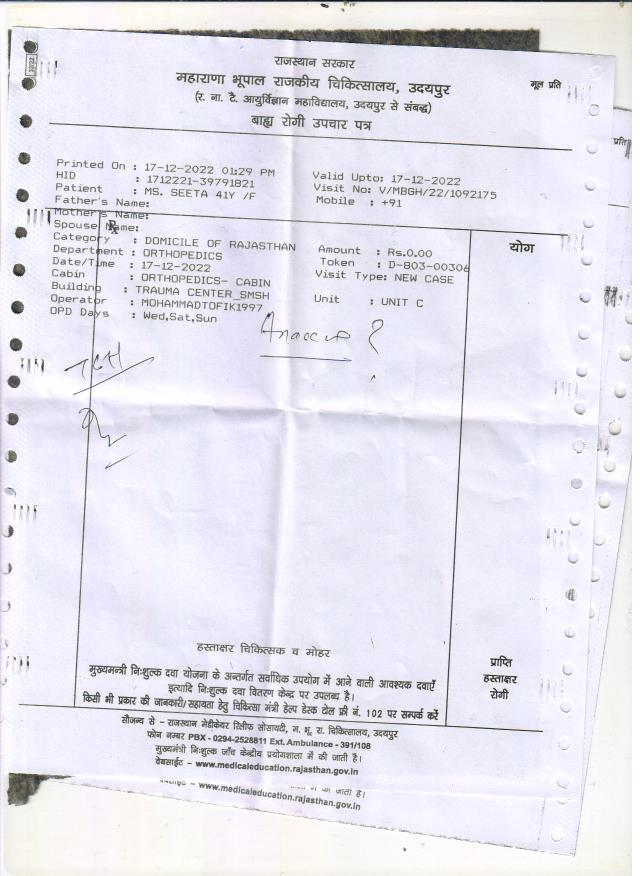 राजस्थान सरकार
महाराणा भूपाल राजकीय चिकित्सालय, उदयपुर
मूल प्रति
(र. ना. टै. आयुर्विज्ञान महाविद्यालय, उदयपुर से संबद्ध)
बाह्य रोगी उपचार पत्र
प्रति
Printed On : 17-12-2022 01:29 PM
Valid Upto: 17-12-2022
HID : 1712221-39791821
Visit No: V/MBGH/22/1092175
Patient : MS. SEETA 41Y /F
Mobile : +91
Father's Name:
Mother's Name:
Spouse Name:
Category : DOMICILE OF RAJASTHAN
Amount : Rs.0.00
योग
Department : ORTHOPEDICS
Token : D-B03-00306
Date/Time : 17-12-2022
Visit Type: NEW CASE
Cabin : ORTHOPEDICS- CABIN
Building : TRAUMA CENTER_SMSH
Unit : UNIT C
Operator : MOHAMMADTOFIK1997
OPD Days : Wed,Sat,Sun
हस्ताक्षर चिकित्सक व मोहर
मुख्यमन्त्री निःशुल्क दवा योजना के अन्तर्गत सर्वाधिक उपयोग में आने वाली आवश्यक दवाएँ
इत्यादि निःशुल्क दवा वितरण केन्द्र पर उपलब्ध है।
किसी भी प्रकार की जानकारी/सहायता हेतु चिकित्सा मंत्री हेल्प डेस्क टोल फ्री नं. 102 पर सम्पर्क करें
प्राप्ति
हस्ताक्षर
रोगी
सौजन्य से - राजस्थान मेडीकेयर रिलीफ सोसायटी, म. भू. रा. चिकित्सालय, उदयपुर
फोन नम्बर PBX - 0294-2528811 Ext. Ambulance - 391/108
मुख्यमंत्री निःशुल्क जाँच केन्द्रीय प्रयोगशाला में की जाती है।
वेबसाईट - www.medicaleducation.rajasthan.gov.in
की जाती है।
www.medicaleducation.rajasthan.gov.in